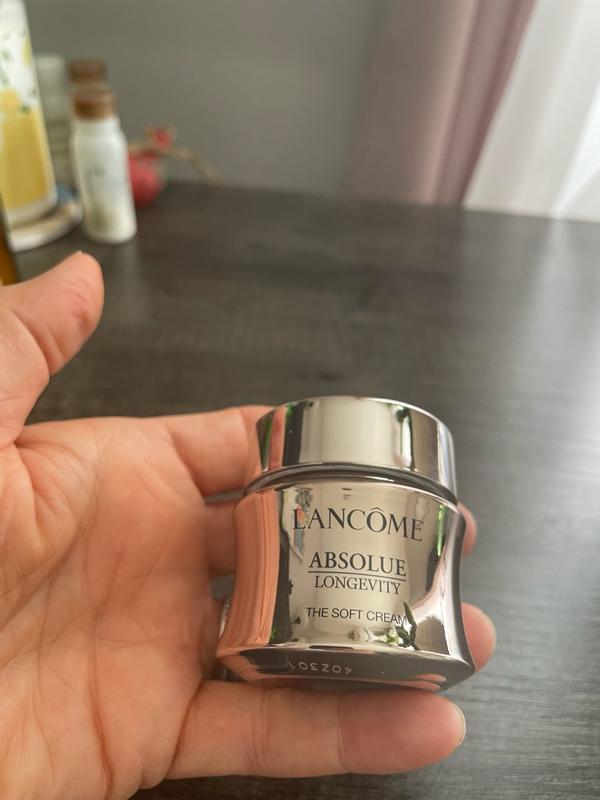 LANCÔME
ABSOLUE
LONGEVITY
THE SOFT CREAM